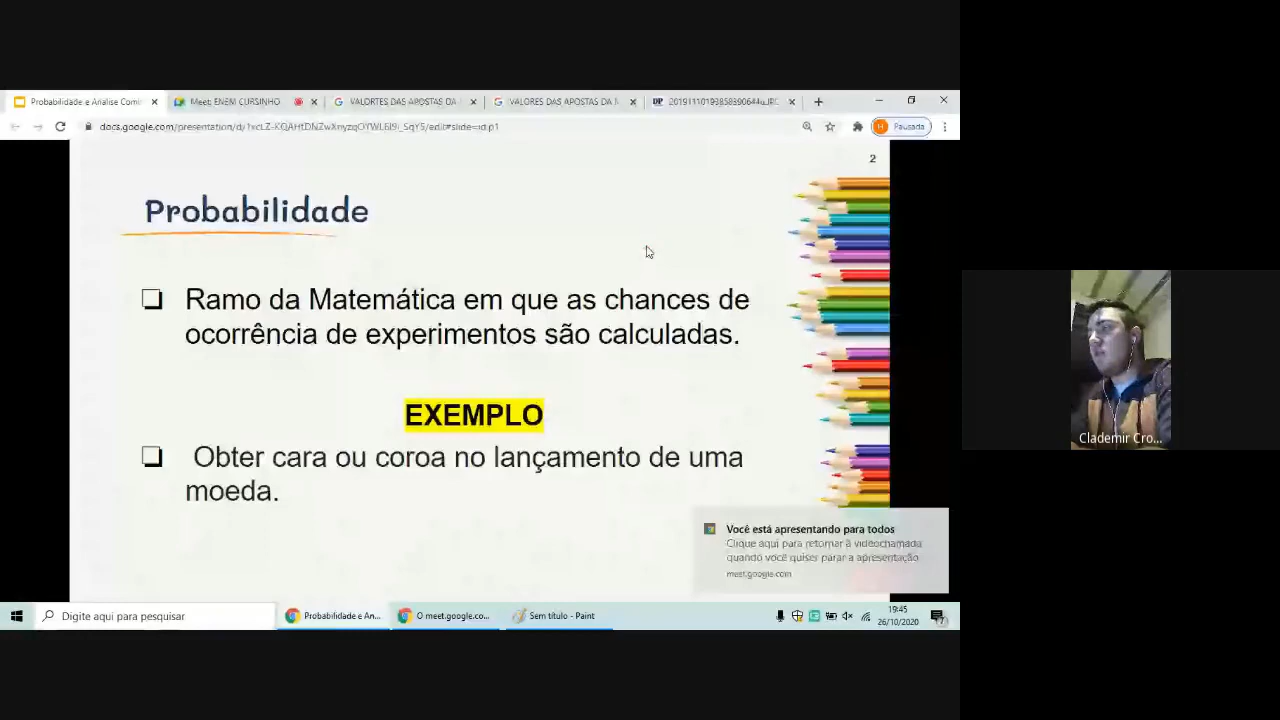 Probabilidade e Análise Comb
Meet: ENEM CURSINHO
VALORTES DAS APOSTAS DA
VALORES DAS APOSTAS DA M
DP
2
Probabilidade
❏ Ramo da Matemática em que as chances de
ocorrência de experimentos são calculadas.
EXEMPLO
❏ Obter cara ou coroa no lançamento de uma
moeda.
H Pausada
Você está apresentando para todos
Clique aqui para retornar à videochamada
quando você quiser parar a apresentação
meet.google.com
Clademir Cro...
Digite aqui para pesquisar
Probabilidade e An...
O meet.google.co...
Sem título - Paint
19:45
26/10/2020